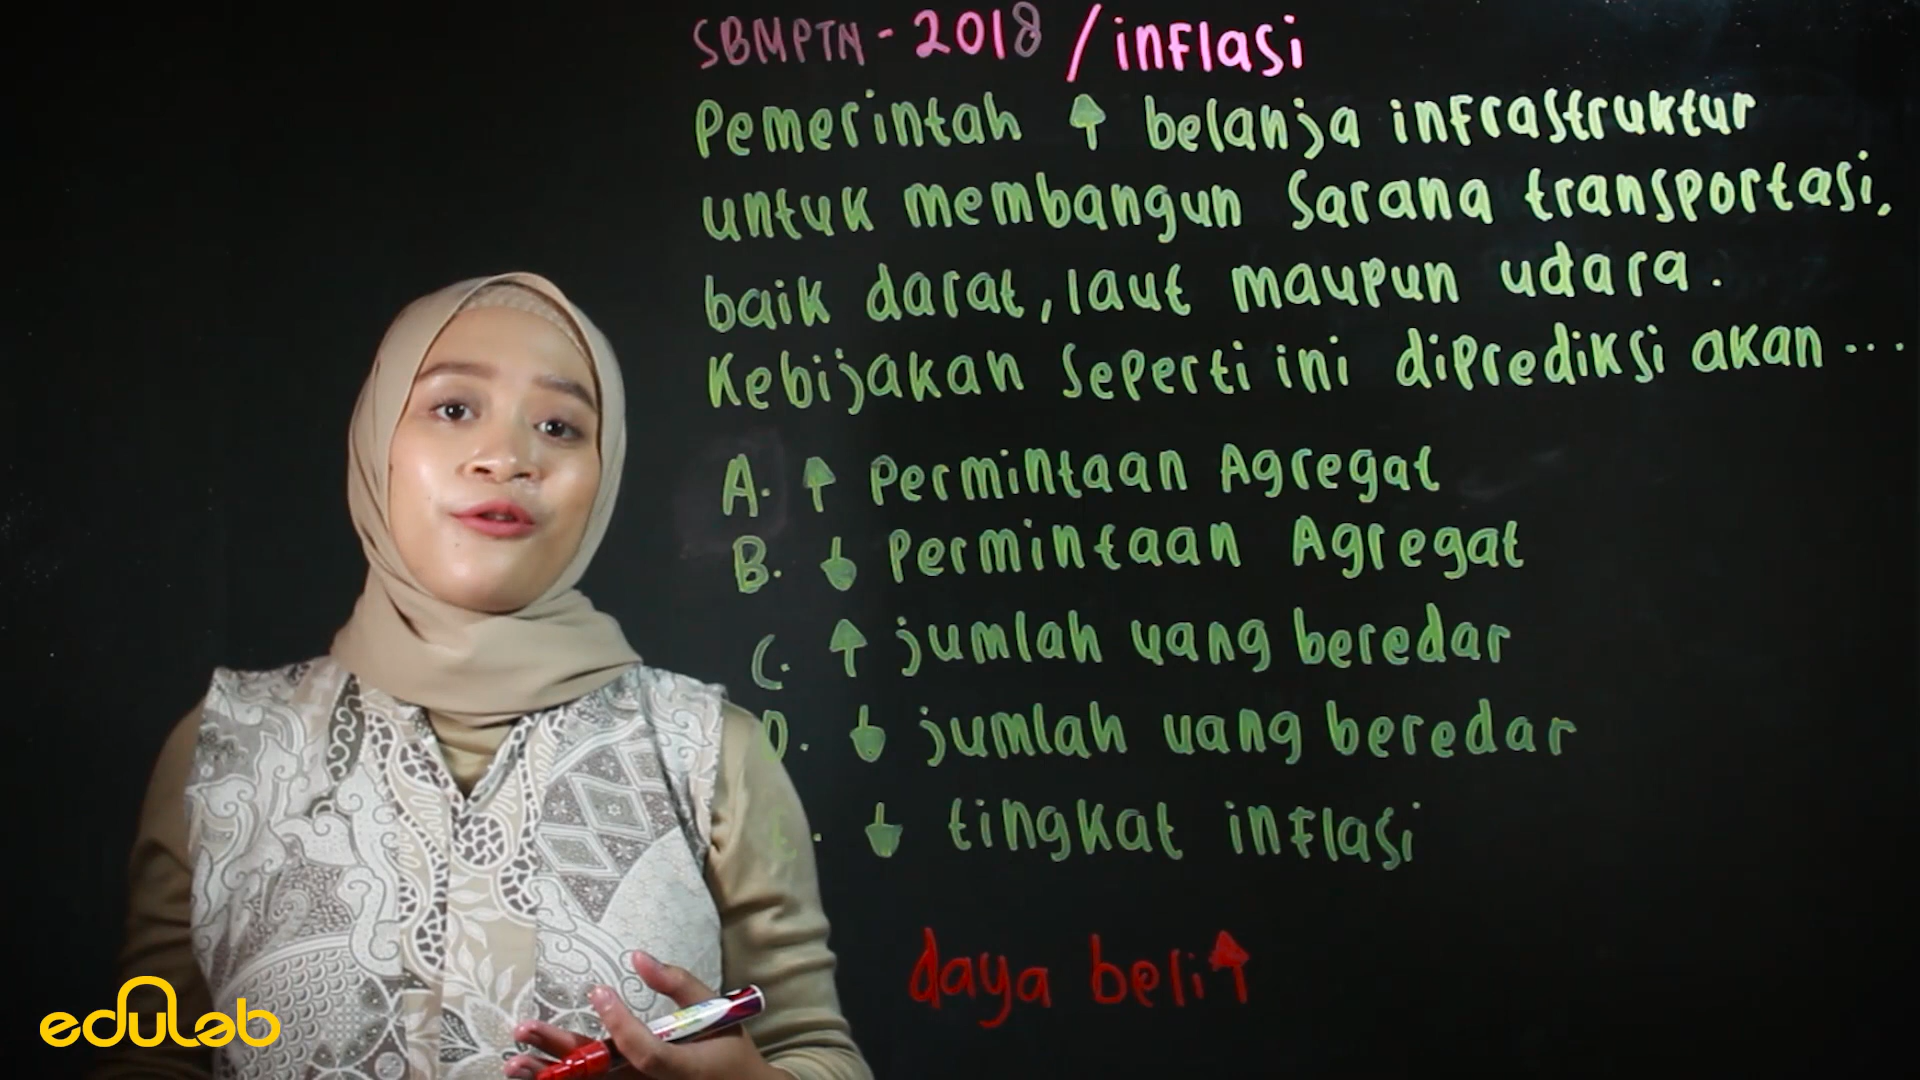 SBMPTN - 2018 / inflasi
Pemerintah ↑ belanja infrastruktur
untuk membangun sarana transportasi,
baik darat, laut maupun udara.
Kebijakan seperti ini diprediksi akan ...
A. ↑ Permintaan Agregat
B. ↓ Permintaan Agregat
C. ↑ jumlah uang beredar
D. ↓ jumlah uang beredar
E. ↓ tingkat inflasi
daya beli ↑
edulab